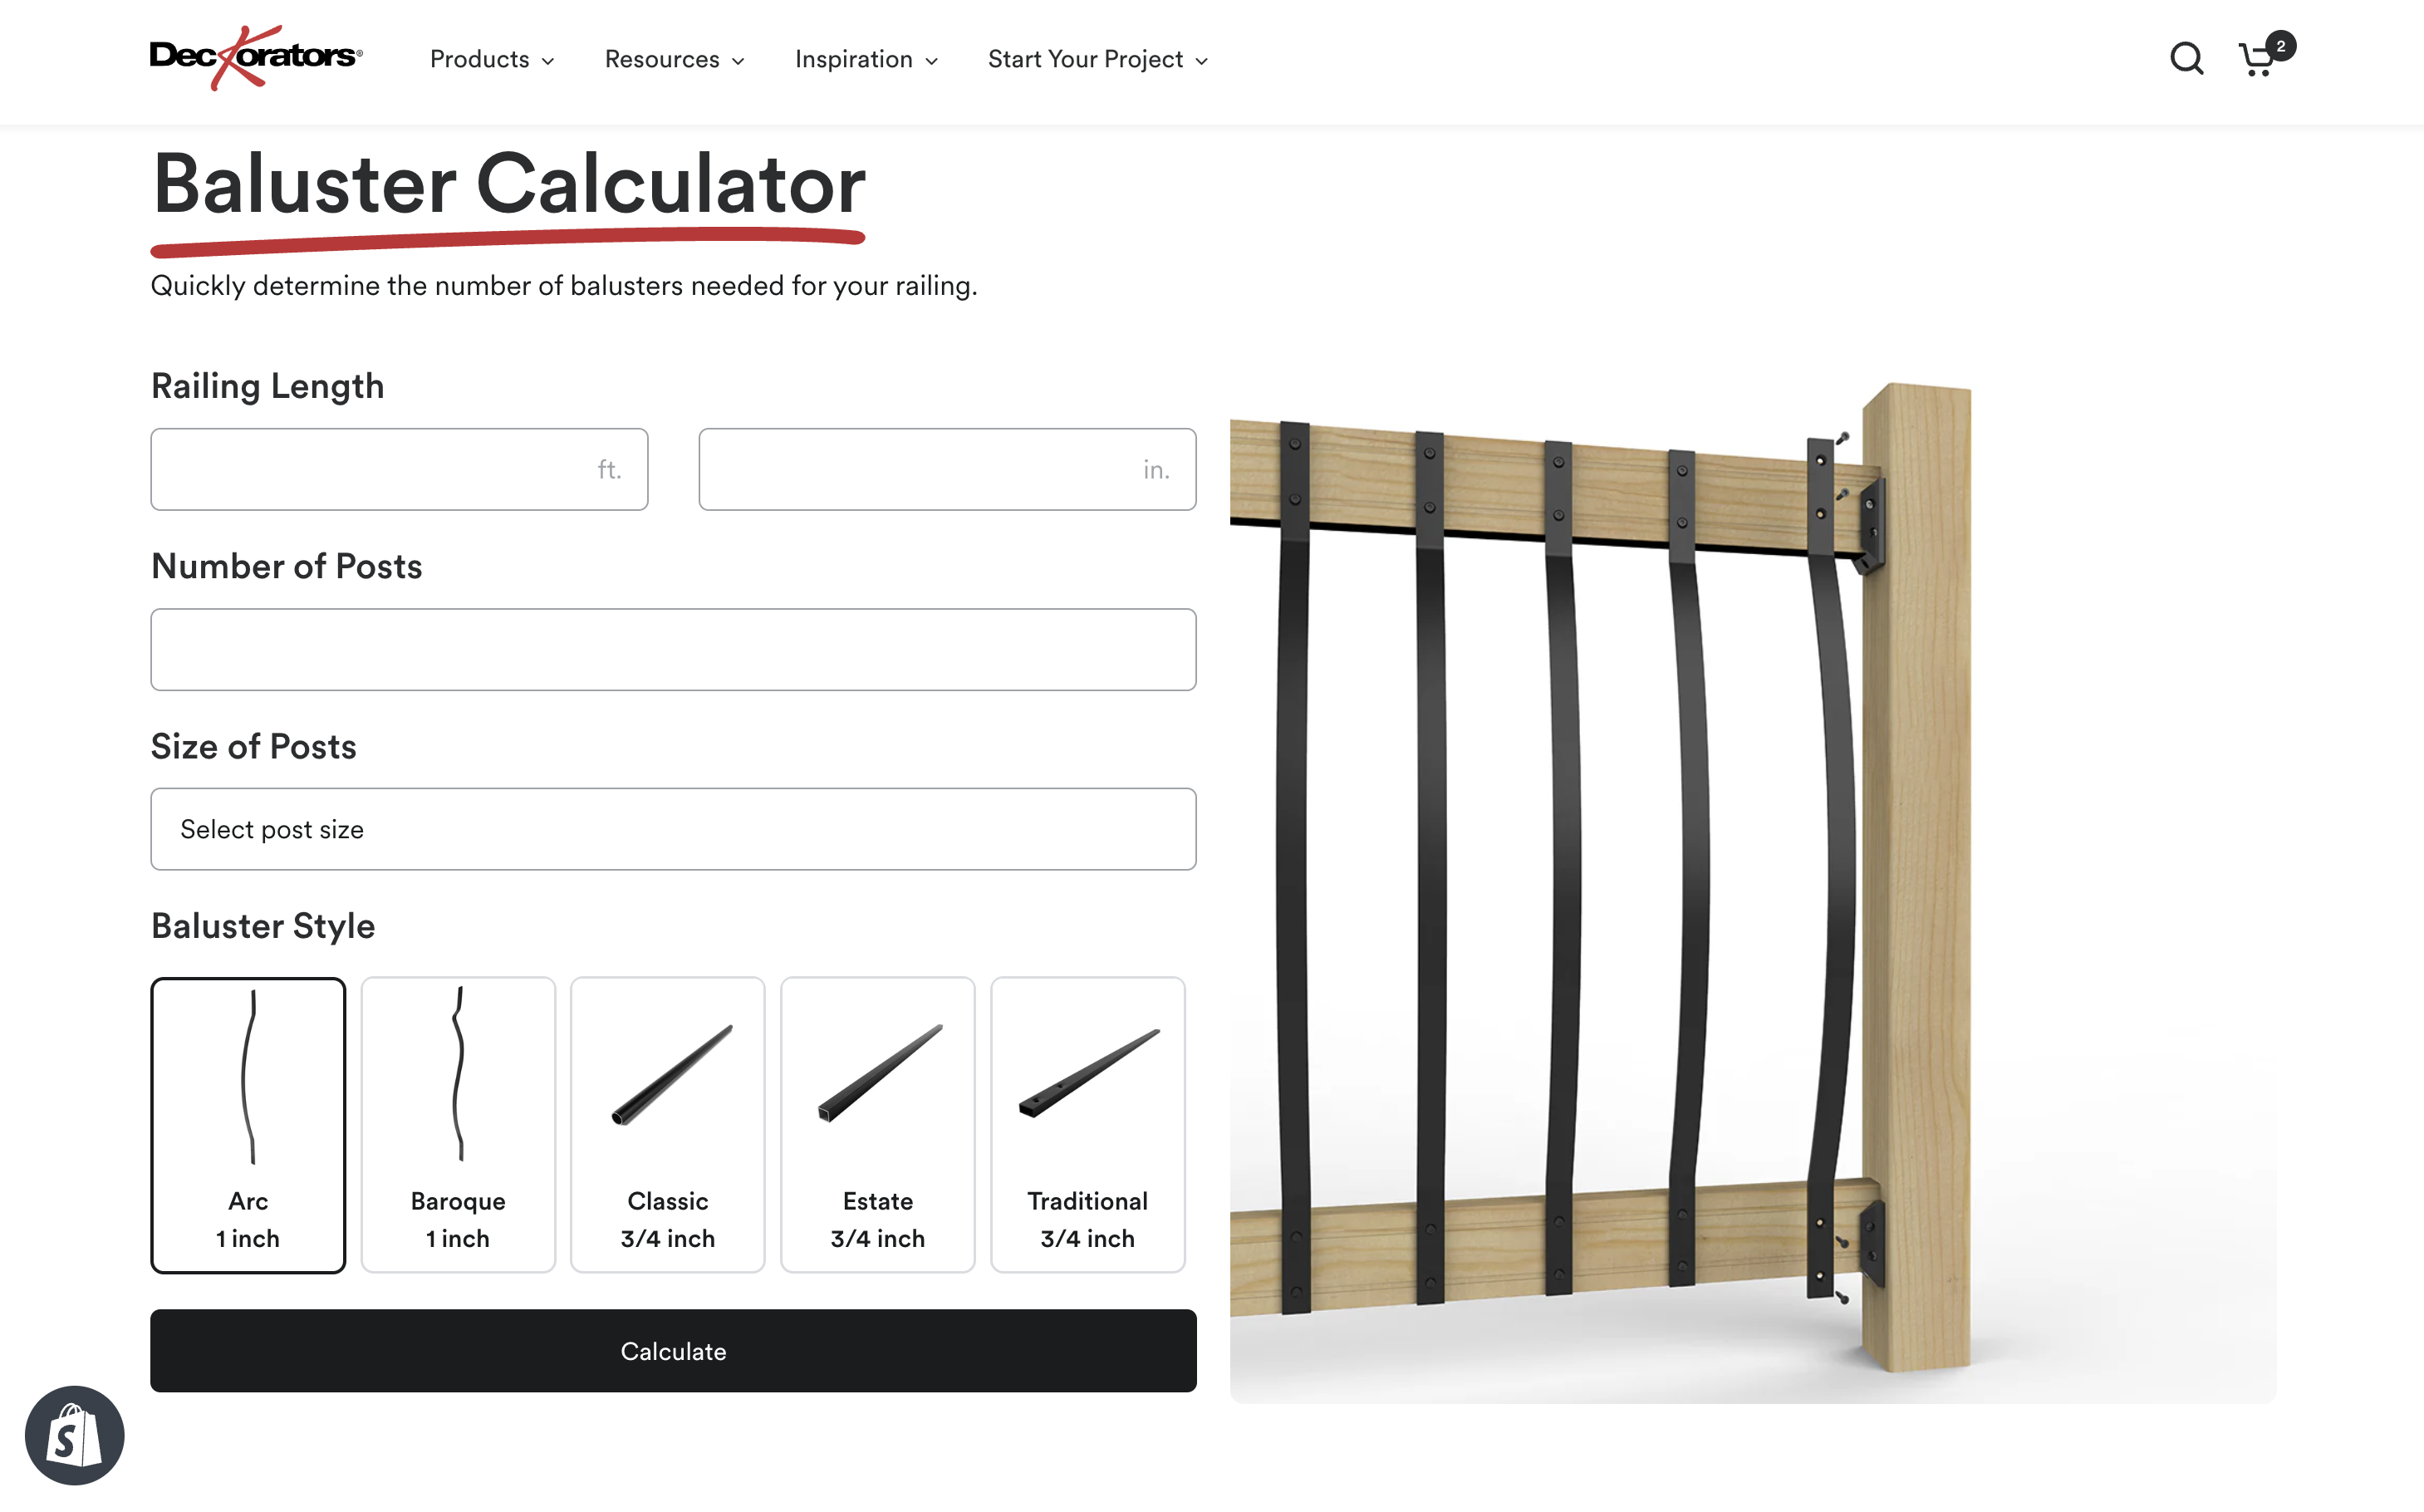 Deckorators®
Products
Resources
Inspiration
Start Your Project
2
Baluster Calculator
Quickly determine the number of balusters needed for your railing.
Railing Length
ft.
in.
Number of Posts
Size of Posts
Select post size
Baluster Style
Arc
1 inch
Baroque
1 inch
Classic
3/4 inch
Estate
3/4 inch
Traditional
3/4 inch
Calculate
S